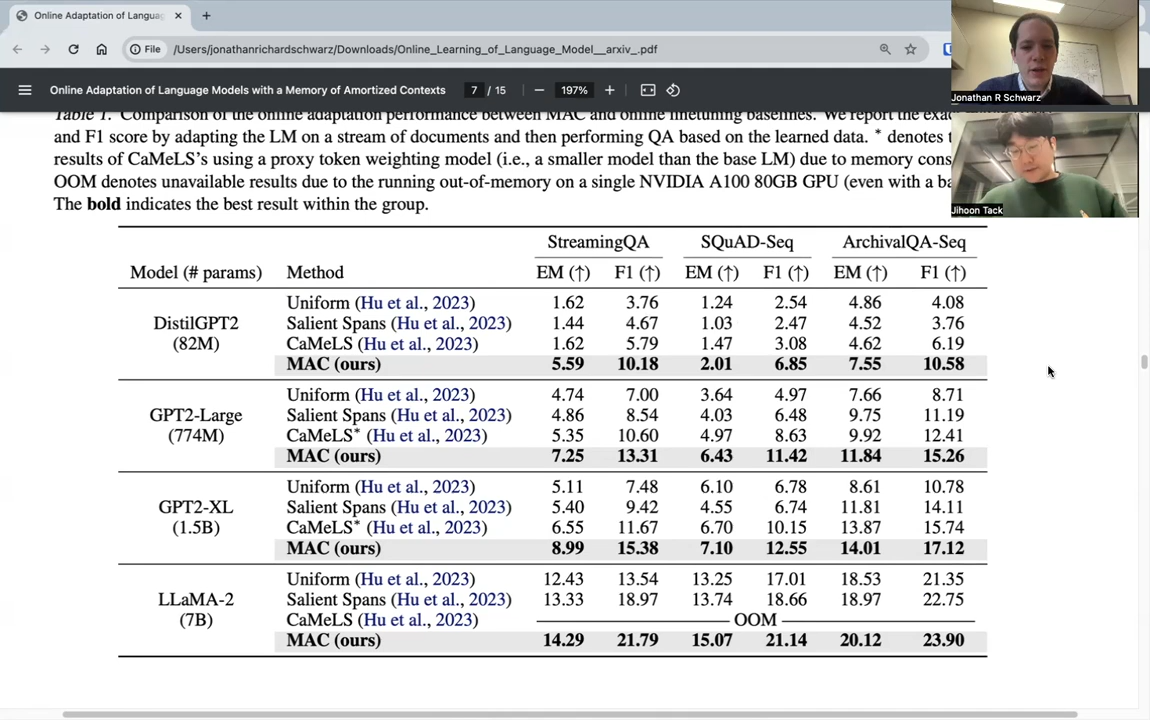 Online Adaptation of Langua
File /Users/jonathanrichardschwarz/Downloads/Online_Learning_of_Language_Model__arxiv_.pdf
Online Adaptation of Language Models with a Memory of Amortized Contexts 7 / 15 197%
Jonathan R Schwarz
Jihoon Tack
Table 1. Comparison of the online adaptation performance between MAC and online finetuning baselines. We report the exac
and F1 score by adapting the LM on a stream of documents and then performing QA based on the learned data. * denotes t
results of CaMeLS's using a proxy token weighting model (i.e., a smaller model than the base LM) due to memory cons
OOM denotes unavailable results due to the running out-of-memory on a single NVIDIA A100 80GB GPU (even with a ba
The bold indicates the best result within the group.
StreamingQA SQuAD-Seq ArchivalQA-Seq
Model (# params) Method EM (↑) F1 (↑) EM (↑) F1 (↑) EM (↑) F1 (↑)
DistilGPT2 (82M)
Uniform (Hu et al., 2023) 1.62 3.76 1.24 2.54 4.86 4.08
Salient Spans (Hu et al., 2023) 1.44 4.67 1.03 2.47 4.52 3.76
CaMeLS (Hu et al., 2023) 1.62 5.79 1.47 3.08 4.62 6.19
MAC (ours) 5.59 10.18 2.01 6.85 7.55 10.58
GPT2-Large (774M)
Uniform (Hu et al., 2023) 4.74 7.00 3.64 4.97 7.66 8.71
Salient Spans (Hu et al., 2023) 4.86 8.54 4.03 6.48 9.75 11.19
CaMeLS* (Hu et al., 2023) 5.35 10.60 4.97 8.63 9.92 12.41
MAC (ours) 7.25 13.31 6.43 11.42 11.84 15.26
GPT2-XL (1.5B)
Uniform (Hu et al., 2023) 5.11 7.48 6.10 6.78 8.61 10.78
Salient Spans (Hu et al., 2023) 5.40 9.42 4.55 6.74 11.81 14.11
CaMeLS* (Hu et al., 2023) 6.55 11.67 6.70 10.15 13.87 15.74
MAC (ours) 8.99 15.38 7.10 12.55 14.01 17.12
LLaMA-2 (7B)
Uniform (Hu et al., 2023) 12.43 13.54 13.25 17.01 18.53 21.35
Salient Spans (Hu et al., 2023) 13.33 18.97 13.74 18.66 18.97 22.75
CaMeLS (Hu et al., 2023) OOM
MAC (ours) 14.29 21.79 15.07 21.14 20.12 23.90